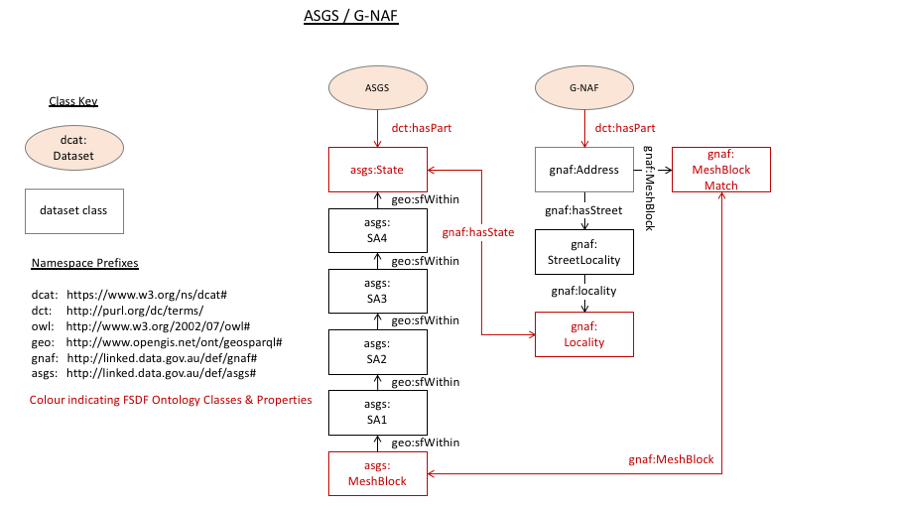 ASGS / G-NAF
Class Key
dcat:
Dataset
dataset class
Namespace Prefixes
dcat: https://www.w3.org/ns/dcat#
dct: http://purl.org/dc/terms/
owl: http://www.w3.org/2002/07/owl#
geo: http://www.opengis.net/ont/geosparql#
gnaf: http://linked.data.gov.au/def/gnaf#
asgs: http://linked.data.gov.au/def/asgs#
Colour indicating FSDF Ontology Classes & Properties
ASGS
dct:hasPart
asgs:State
geo:sfWithin
asgs:
SA4
geo:sfWithin
asgs:
SA3
geo:sfWithin
asgs:
SA2
geo:sfWithin
asgs:
SA1
geo:sfWithin
asgs:
MeshBlock
gnaf:hasState
G-NAF
dct:hasPart
gnaf:Address
gnaf:MeshBlock
gnaf:
MeshBlock
Match
gnaf:hasStreet
gnaf:
StreetLocality
gnaf:locality
gnaf:
Locality
gnaf:MeshBlock